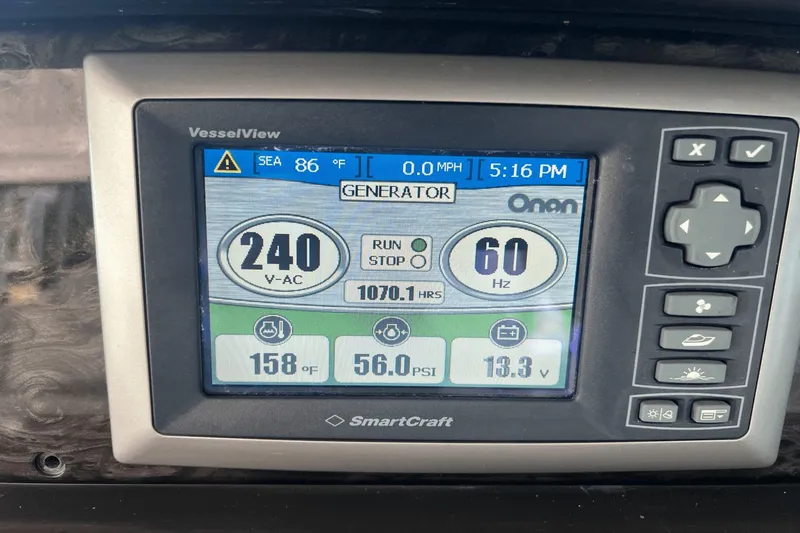 VesselView
SEA 86 °F 0.0 MPH 5:16 PM
GENERATOR
Onan
240
V-AC
RUN
STOP
60
Hz
1070.1 HRS
158 °F
56.0 PSI
13.3 V
SmartCraft
X